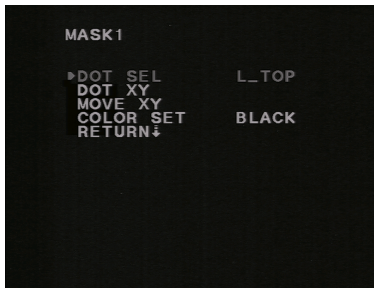 MASK1
▶DOT SEL L_TOP
DOT XY
MOVE XY
COLOR SET BLACK
RETURN↓